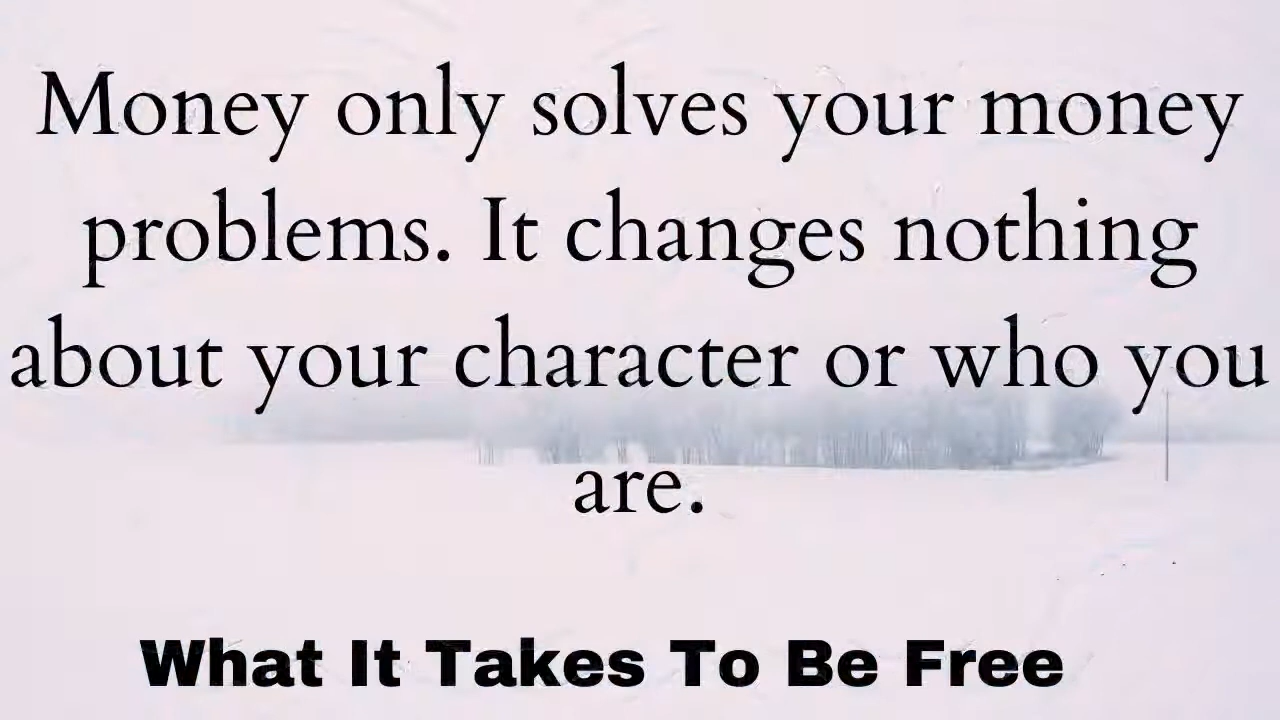 Money only solves your money
problems. It changes nothing
about your character or who you
are.
What It Takes To Be Free